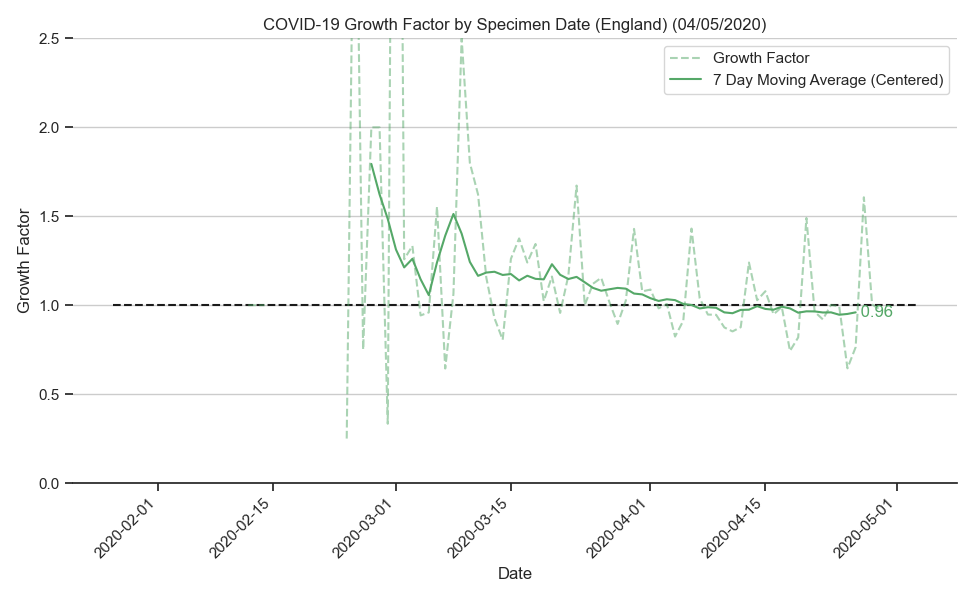 COVID-19 Growth Factor by Specimen Date (England) (04/05/2020)
Growth Factor
7 Day Moving Average (Centered)
Growth Factor
2.5
2.0
1.5
1.0
0.5
0.0
0.96
2020-02-01
2020-02-15
2020-03-01
2020-03-15
2020-04-01
2020-04-15
2020-05-01
Date